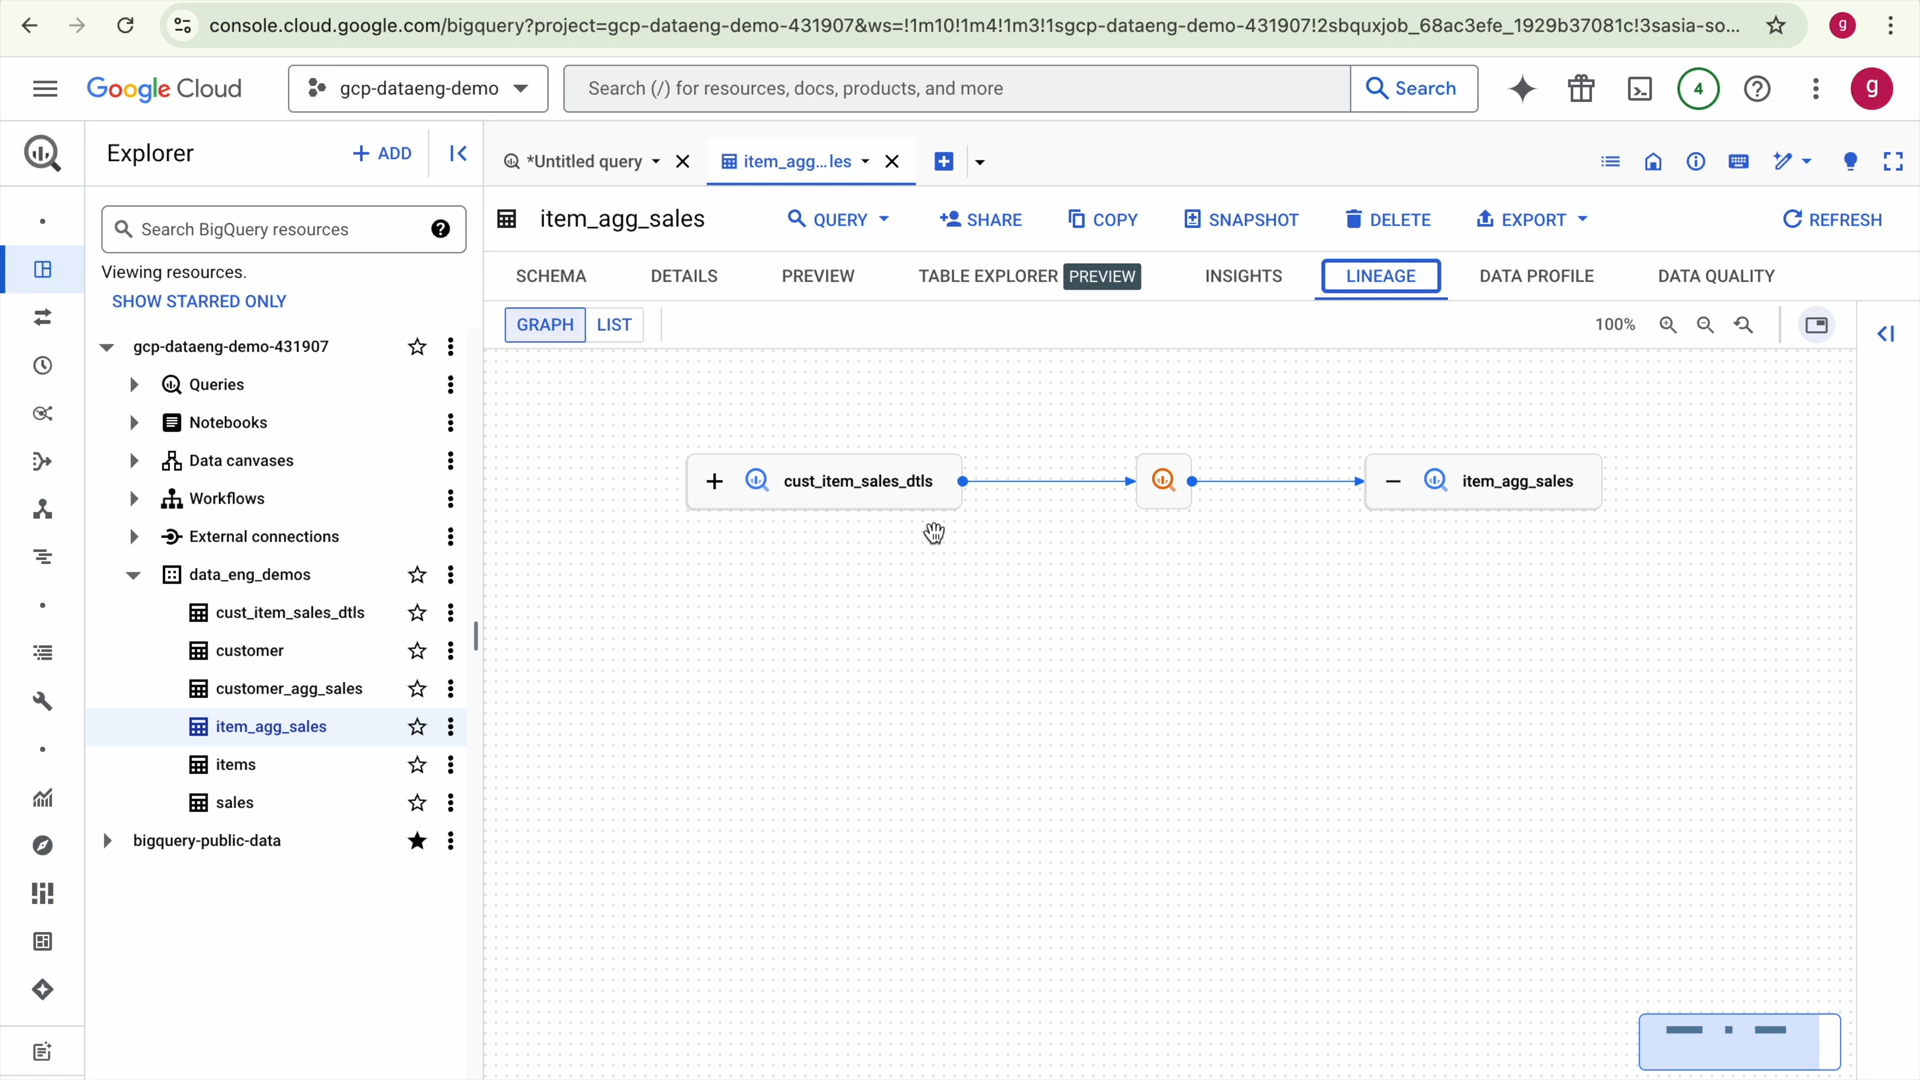 console.cloud.google.com/bigquery?project=gcp-dataeng-demo-431907&ws=!1m10!1m4!1m3!1sgcp-dataeng-demo-431907!2sbquxjob_68ac3efe_1929b37081c!3sasia-so...
g
Google Cloud
gcp-dataeng-demo
Search (/) for resources, docs, products, and more
Search
4
g
Explorer
+ ADD
*Untitled query
item_agg...les
Search BigQuery resources
Viewing resources.
SHOW STARRED ONLY
item_agg_sales
QUERY
SHARE
COPY
SNAPSHOT
DELETE
EXPORT
REFRESH
SCHEMA
DETAILS
PREVIEW
TABLE EXPLORER PREVIEW
INSIGHTS
LINEAGE
DATA PROFILE
DATA QUALITY
GRAPH
LIST
100%
gcp-dataeng-demo-431907
Queries
Notebooks
Data canvases
Workflows
External connections
data_eng_demos
cust_item_sales_dtls
customer
customer_agg_sales
item_agg_sales
items
sales
bigquery-public-data
cust_item_sales_dtls
item_agg_sales